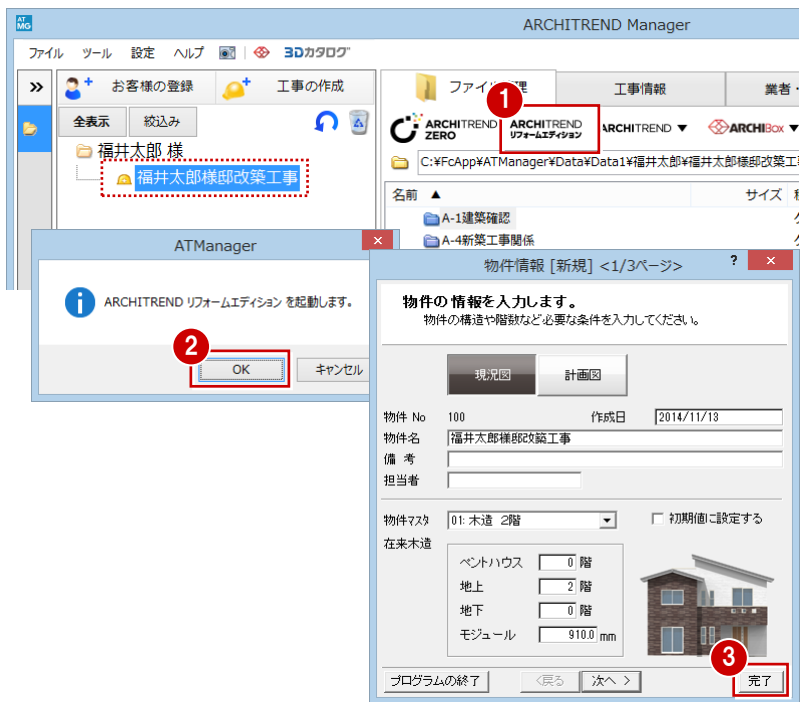 AT MG
ARCHITREND Manager
ファイル ツール 設定 ヘルプ 3Dカタログ
» お客様の登録 工事の作成
全表示 絞込み
福井太郎 様
福井太郎様邸改築工事
ファイル管理 工事情報 業者・
1
ARCHITREND ZERO ARCHITREND リフォームエディション ARCHITREND ▼ ARCHIBox ▼
C:¥FcApp¥ATManager¥Data¥Data1¥福井太郎¥福井太郎様邸改築工
名前 ▲ サイズ
A-1建築確認
A-4新築工事関係
ATManager ×
ARCHITREND リフォームエディション を起動します。
2
OK キャンセル
物件情報 [新規] <1/3ページ> ? ×
物件の情報を入力します。
物件の構造や階数など必要な条件を入力してください。
現況図 計画図
物件 No 100 作成日 2014/11/13
物件名 福井太郎様邸改築工事
備 考
担当者
物件マスタ 01: 木造 2階 初期値に設定する
在来木造
ペントハウス 0 階
地上 2 階
地下 0 階
モジュール 910.0 mm
3
プログラムの終了 <戻る 次へ > 完了